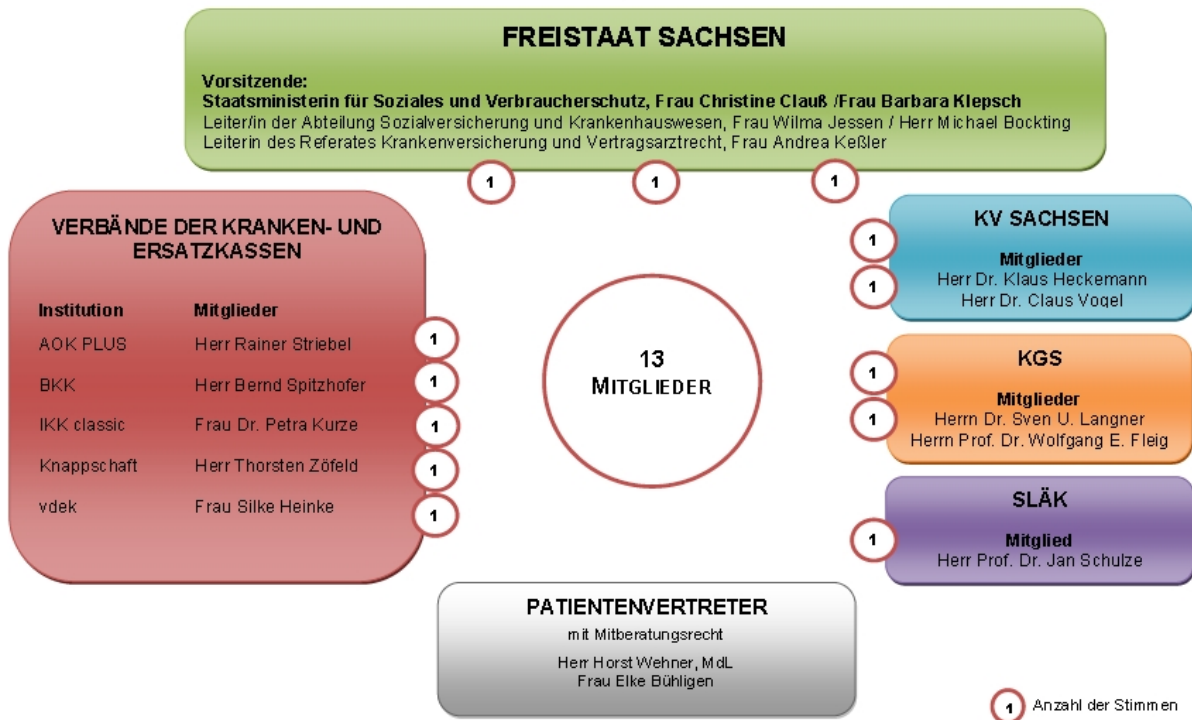 FREISTAAT SACHSEN
Vorsitzende:
Staatsministerin für Soziales und Verbraucherschutz, Frau Christine Clauß /Frau Barbara Klepsch
Leiter/in der Abteilung Sozialversicherung und Krankenhauswesen, Frau Wilma Jessen / Herr Michael Bockting
Leiterin des Referates Krankenversicherung und Vertragsarztrecht, Frau Andrea Keßler
1 1 1
VERBÄNDE DER KRANKEN- UND
ERSATZKASSEN
Institution Mitglieder
AOK PLUS Herr Rainer Striebel 1
BKK Herr Bernd Spitzhofer 1
IKK classic Frau Dr. Petra Kurze 1
Knappschaft Herr Thorsten Zöfeld 1
vdek Frau Silke Heinke 1
13
MITGLIEDER
KV SACHSEN
1
Mitglieder
1
Herr Dr. Klaus Heckemann
Herr Dr. Claus Vogel
KGS
1
Mitglieder
1
Herrn Dr. Sven U. Langner
Herrn Prof. Dr. Wolfgang E. Fleig
SLÄK
1
Mitglied
Herr Prof. Dr. Jan Schulze
PATIENTENVERTRETER
mit Mitberatungsrecht
Herr Horst Wehner, MdL
Frau Elke Bühligen
1 Anzahl der Stimmen